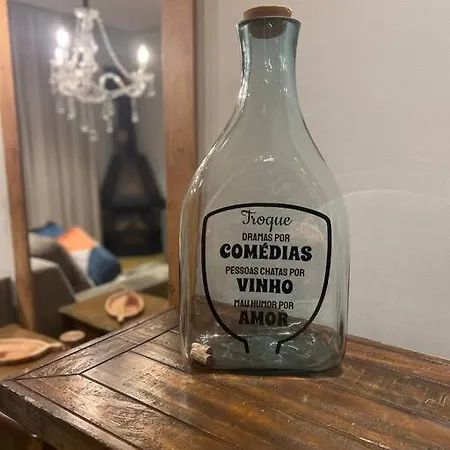 Troque
DRAMAS POR
COMÉDIAS
PESSOAS CHATAS POR
VINHO
MAU HUMOR POR
AMOR